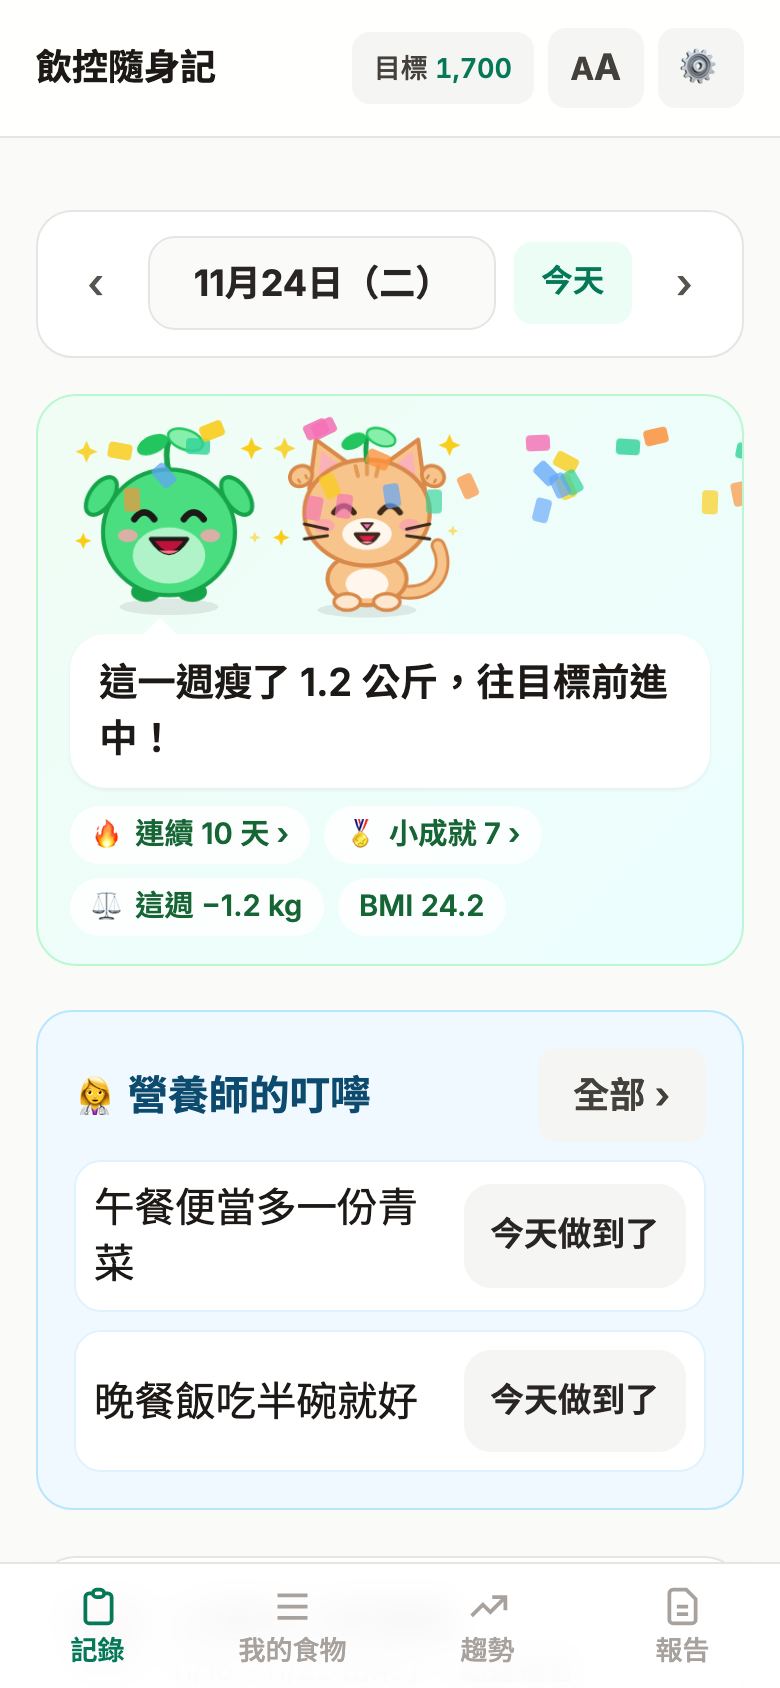 飲控隨身記
目標 1,700
AA
‹
11月24日（二）
今天
›
這一週瘦了 1.2 公斤，往目標前進
中！
連續 10 天 ›
小成就 7 ›
這週 −1.2 kg
BMI 24.2
營養師的叮嚀
全部 ›
午餐便當多一份青
菜
今天做到了
晚餐飯吃半碗就好
今天做到了
記錄
我的食物
趨勢
報告